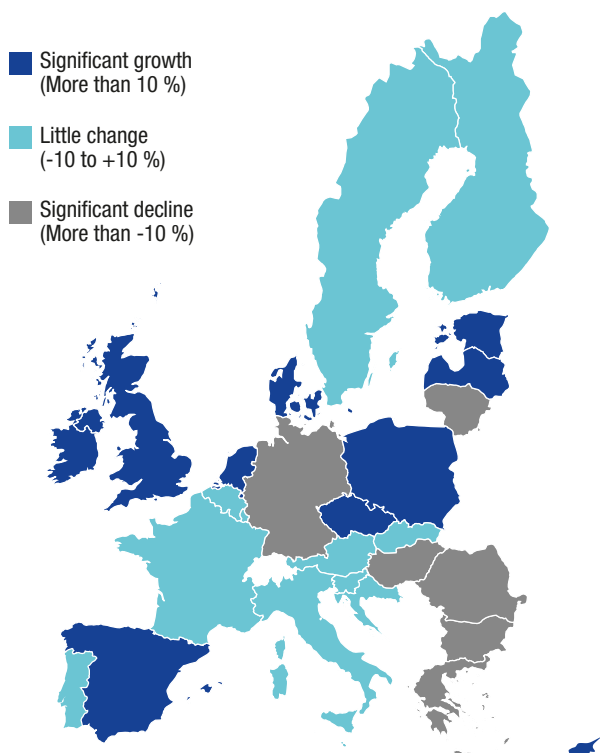 Significant growth
(More than 10 %)
Little change
(-10 to +10 %)
Significant decline
(More than -10 %)